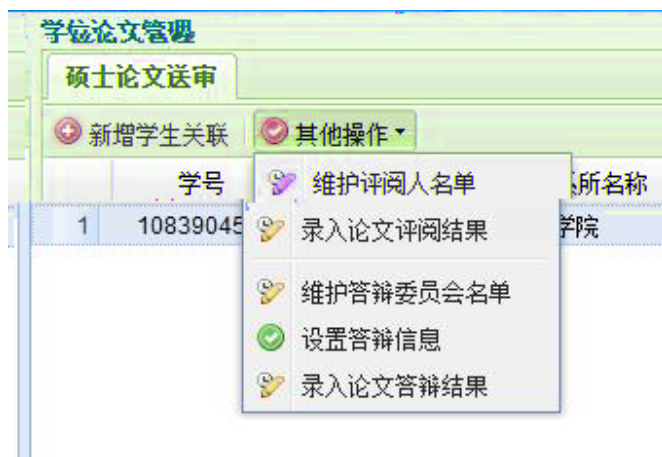 学位论文管理
硕士论文送审
新增学生关联 其他操作
学号 所名称
1 10839045 学院
维护评阅人名单
录入论文评阅结果
维护答辩委员会名单
设置答辩信息
录入论文答辩结果